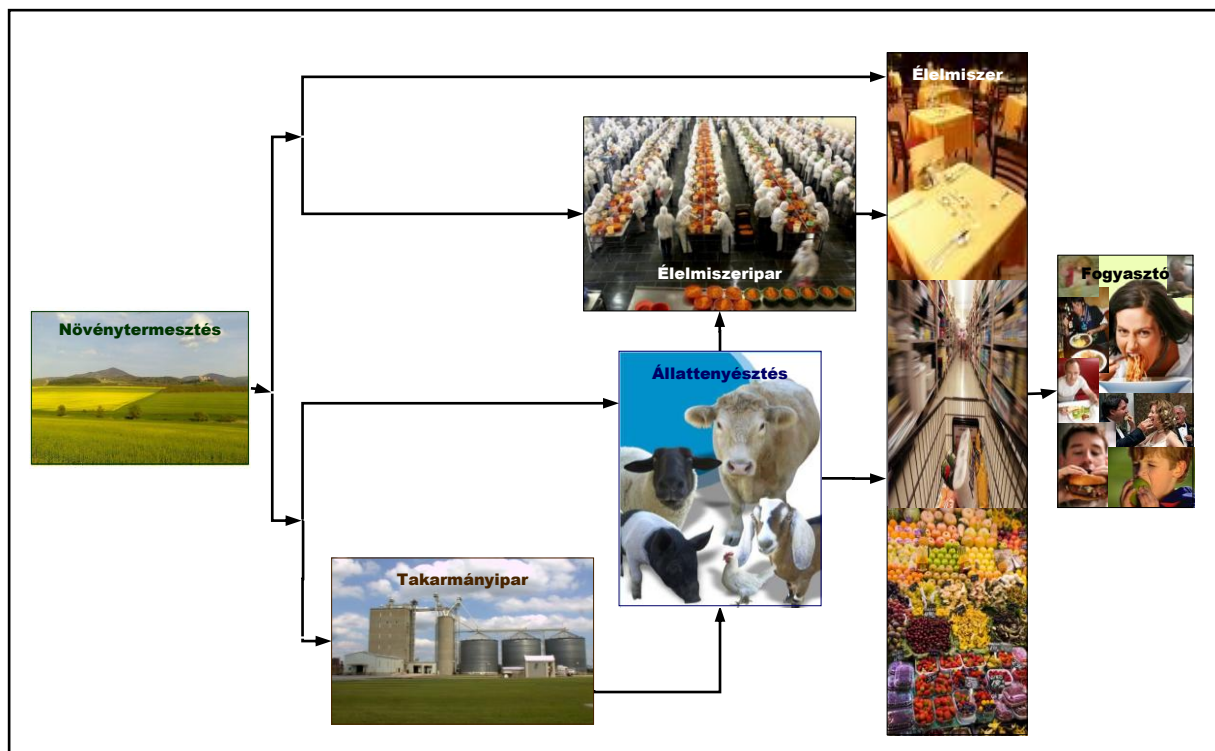 Élelmiszer
Élelmiszeripar
Fogyasztó
Növénytermesztés
Állattenyésztés
Takarmányipar